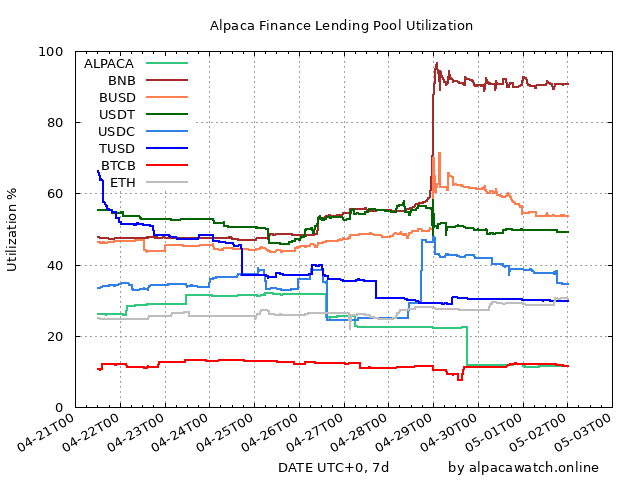 Alpaca Finance Lending Pool Utilization
100
80
60
40
20
0
Utilization %
ALPACA
BNB
BUSD
USDT
USDC
TUSD
BTCB
ETH
04-21T00
04-22T00
04-23T00
04-24T00
04-25T00
04-26T00
04-27T00
04-28T00
04-29T00
04-30T00
05-01T00
05-02T00
05-03T00
DATE UTC+0, 7d
by alpacawatch.online